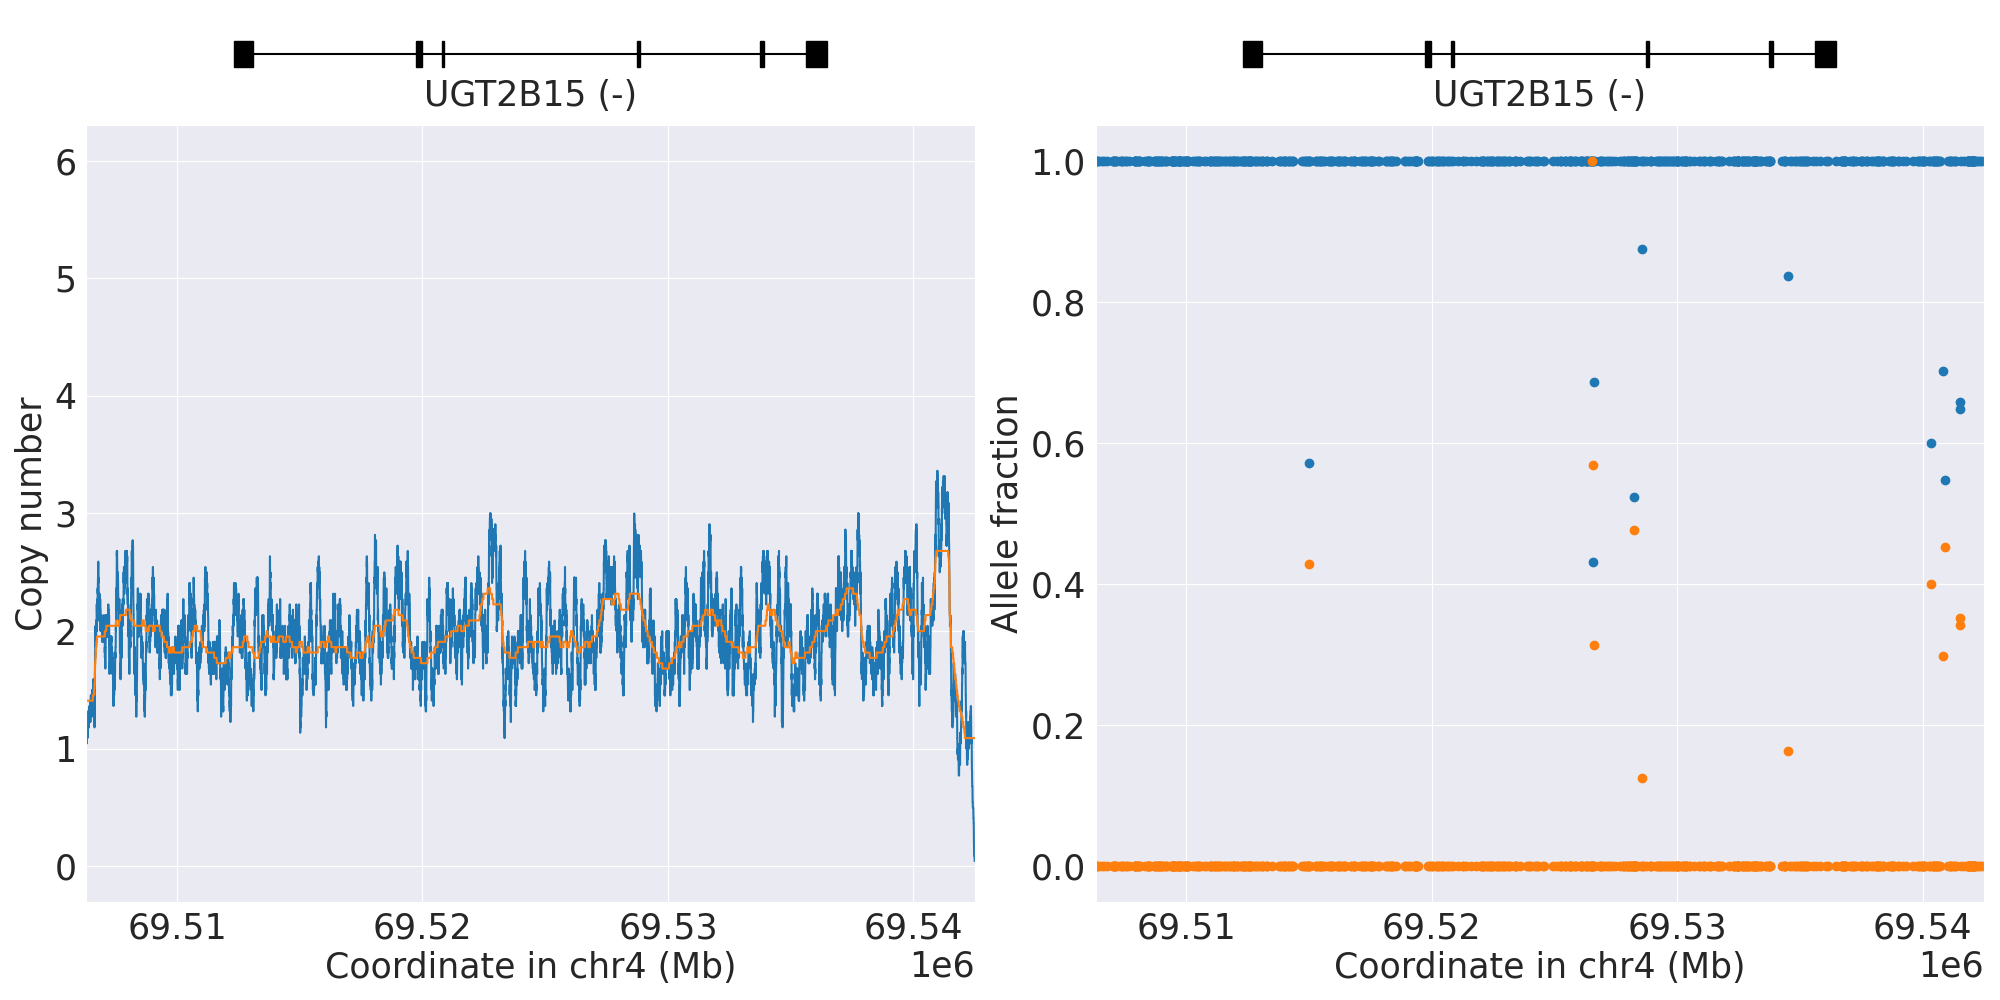 UGT2B15 (-)
6
5
4
3
2
1
0
Copy number
69.51 69.52 69.53 69.54
Coordinate in chr4 (Mb)
1e6
UGT2B15 (-)
1.0
0.8
0.6
0.4
0.2
0.0
Allele fraction
69.51 69.52 69.53 69.54
Coordinate in chr4 (Mb)
1e6